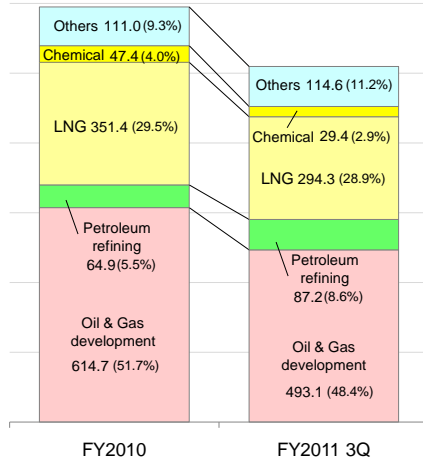 Others 111.0 (9.3%)
Chemical 47.4 (4.0%)
LNG 351.4 (29.5%)
Petroleum
refining
64.9 (5.5%)
Oil & Gas
development
614.7 (51.7%)
FY2010
Others 114.6 (11.2%)
Chemical 29.4 (2.9%)
LNG 294.3 (28.9%)
Petroleum
refining
87.2 (8.6%)
Oil & Gas
development
493.1 (48.4%)
FY2011 3Q